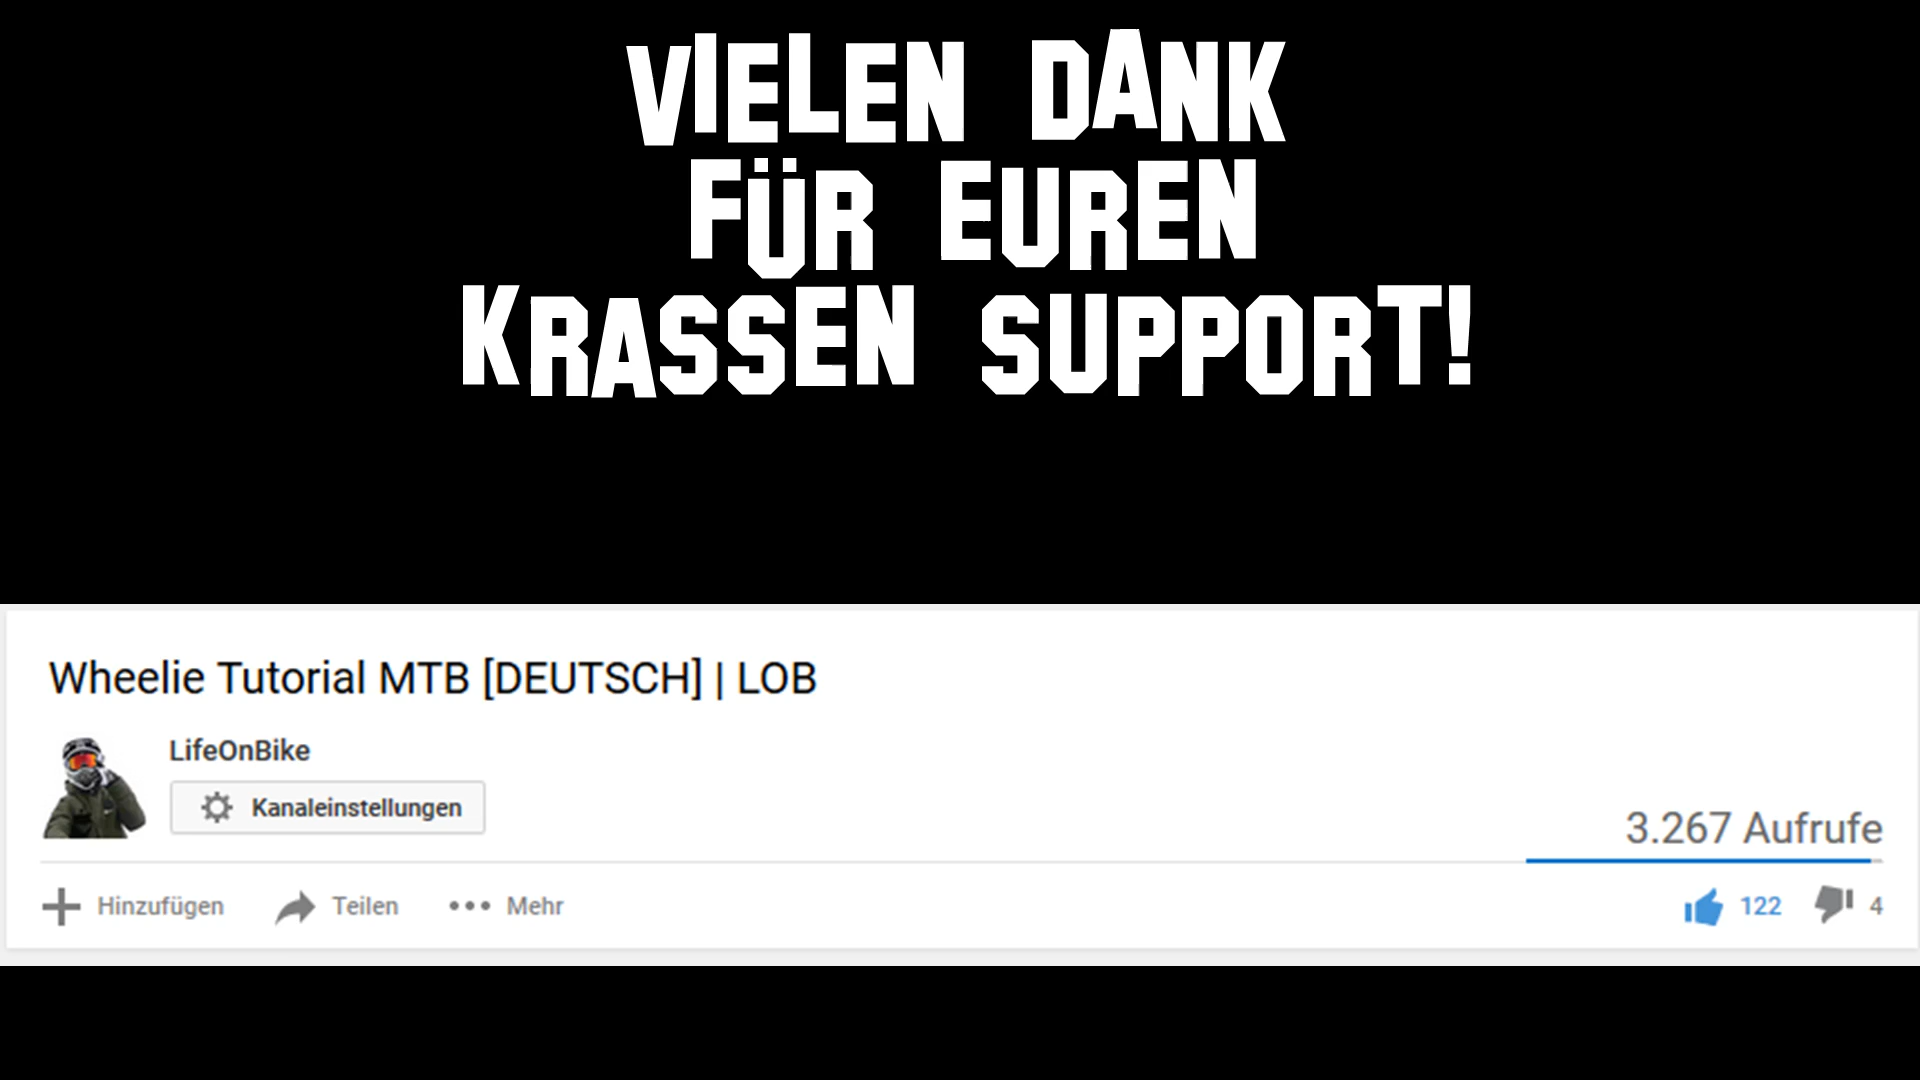 VIELEN DANK
FÜR EUREN
KRASSEN SUPPORT!
Wheelie Tutorial MTB [DEUTSCH] | LOB
LifeOnBike
Kanaleinstellungen
3.267 Aufrufe
Hinzufügen Teilen Mehr 122 4